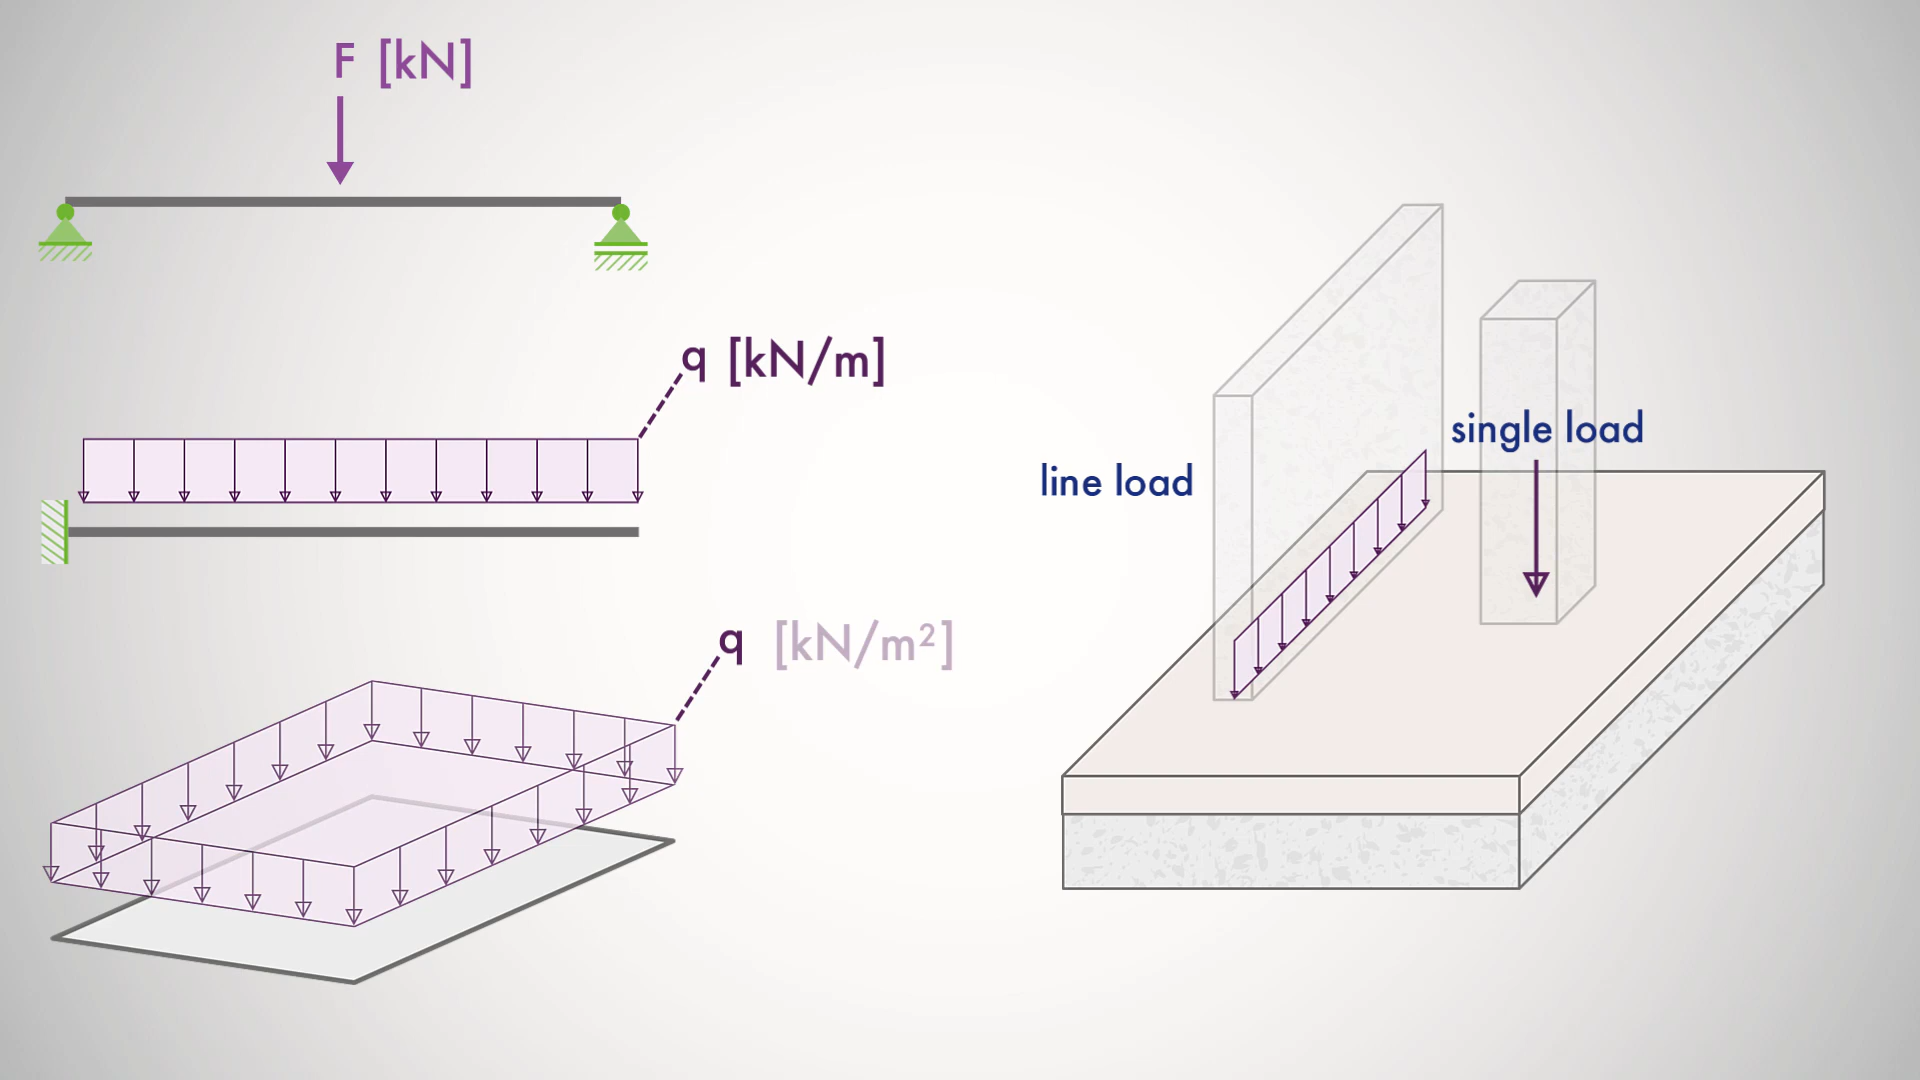 F [kN]
q [kN/m]
q [kN/m²]
line load
single load